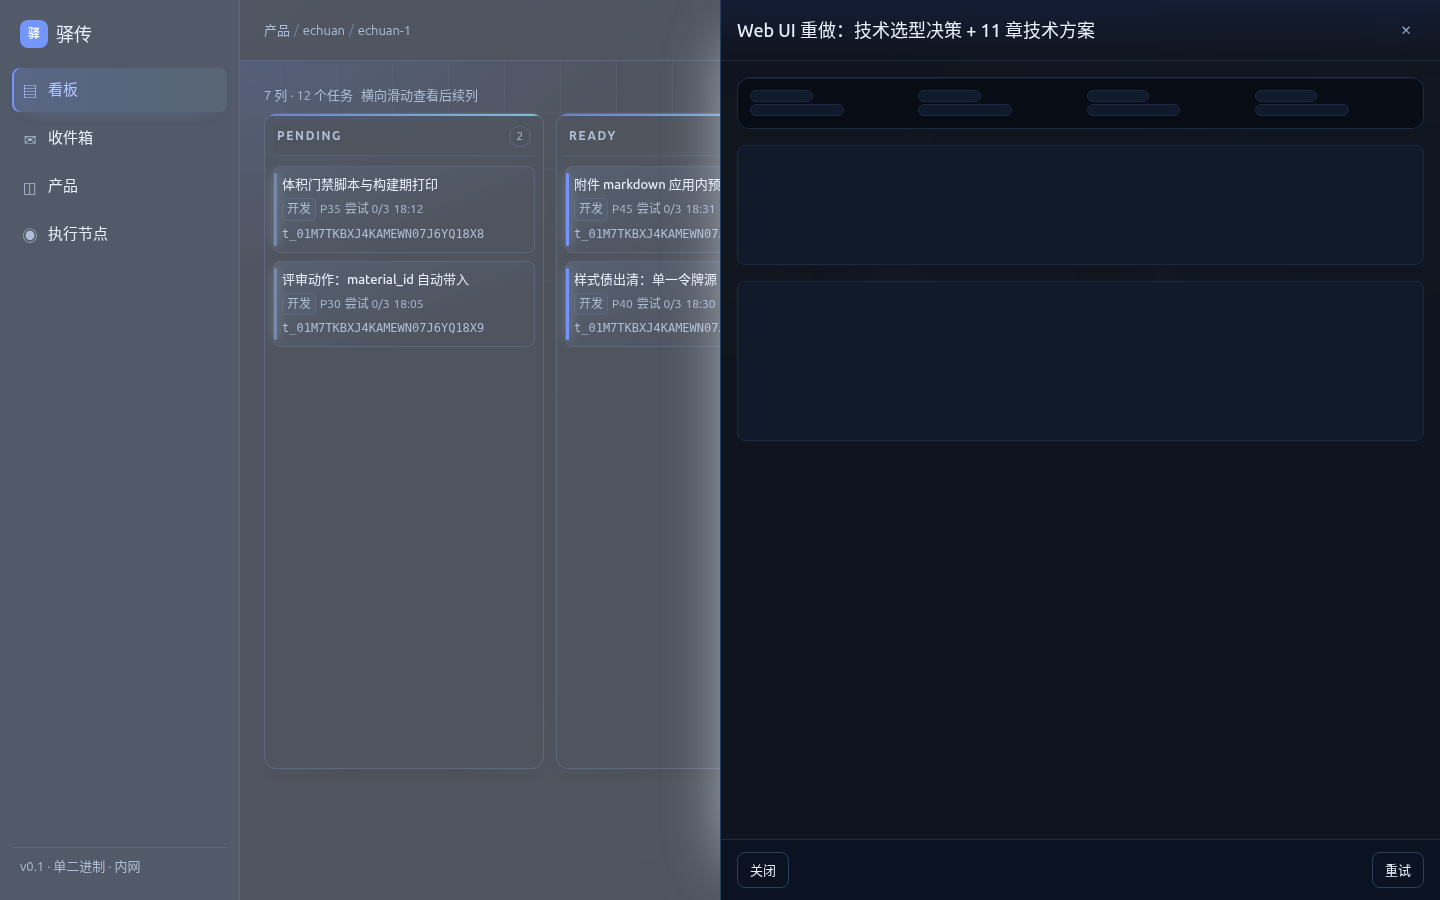 驿 驿传
看板
收件箱
产品
执行节点
v0.1 · 单二进制 · 内网
产品 / echuan / echuan-1
7 列 · 12 个任务 横向滑动查看后续列
PENDING 2
体积门禁脚本与构建期打印
开发 P35 尝试 0/3 18:12
t_01M7TKBXJ4KAMEWN07J6YQ18X8
评审动作：material_id 自动带入
开发 P30 尝试 0/3 18:05
t_01M7TKBXJ4KAMEWN07J6YQ18X9
READY
附件 markdown 应用内预
开发 P45 尝试 0/3 18:31
t_01M7TKBXJ4KAMEWN07
样式债出清：单一令牌源
开发 P40 尝试 0/3 18:30
t_01M7TKBXJ4KAMEWN07
Web UI 重做：技术选型决策 + 11 章技术方案
×
关闭
重试